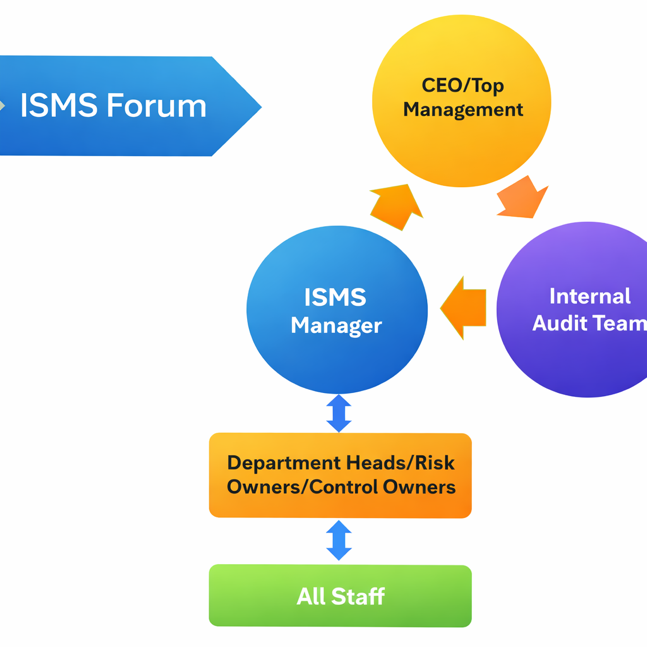 ISMS Forum
CEO/Top
Management
ISMS
Manager
Internal
Audit Team
Department Heads/Risk
Owners/Control Owners
All Staff